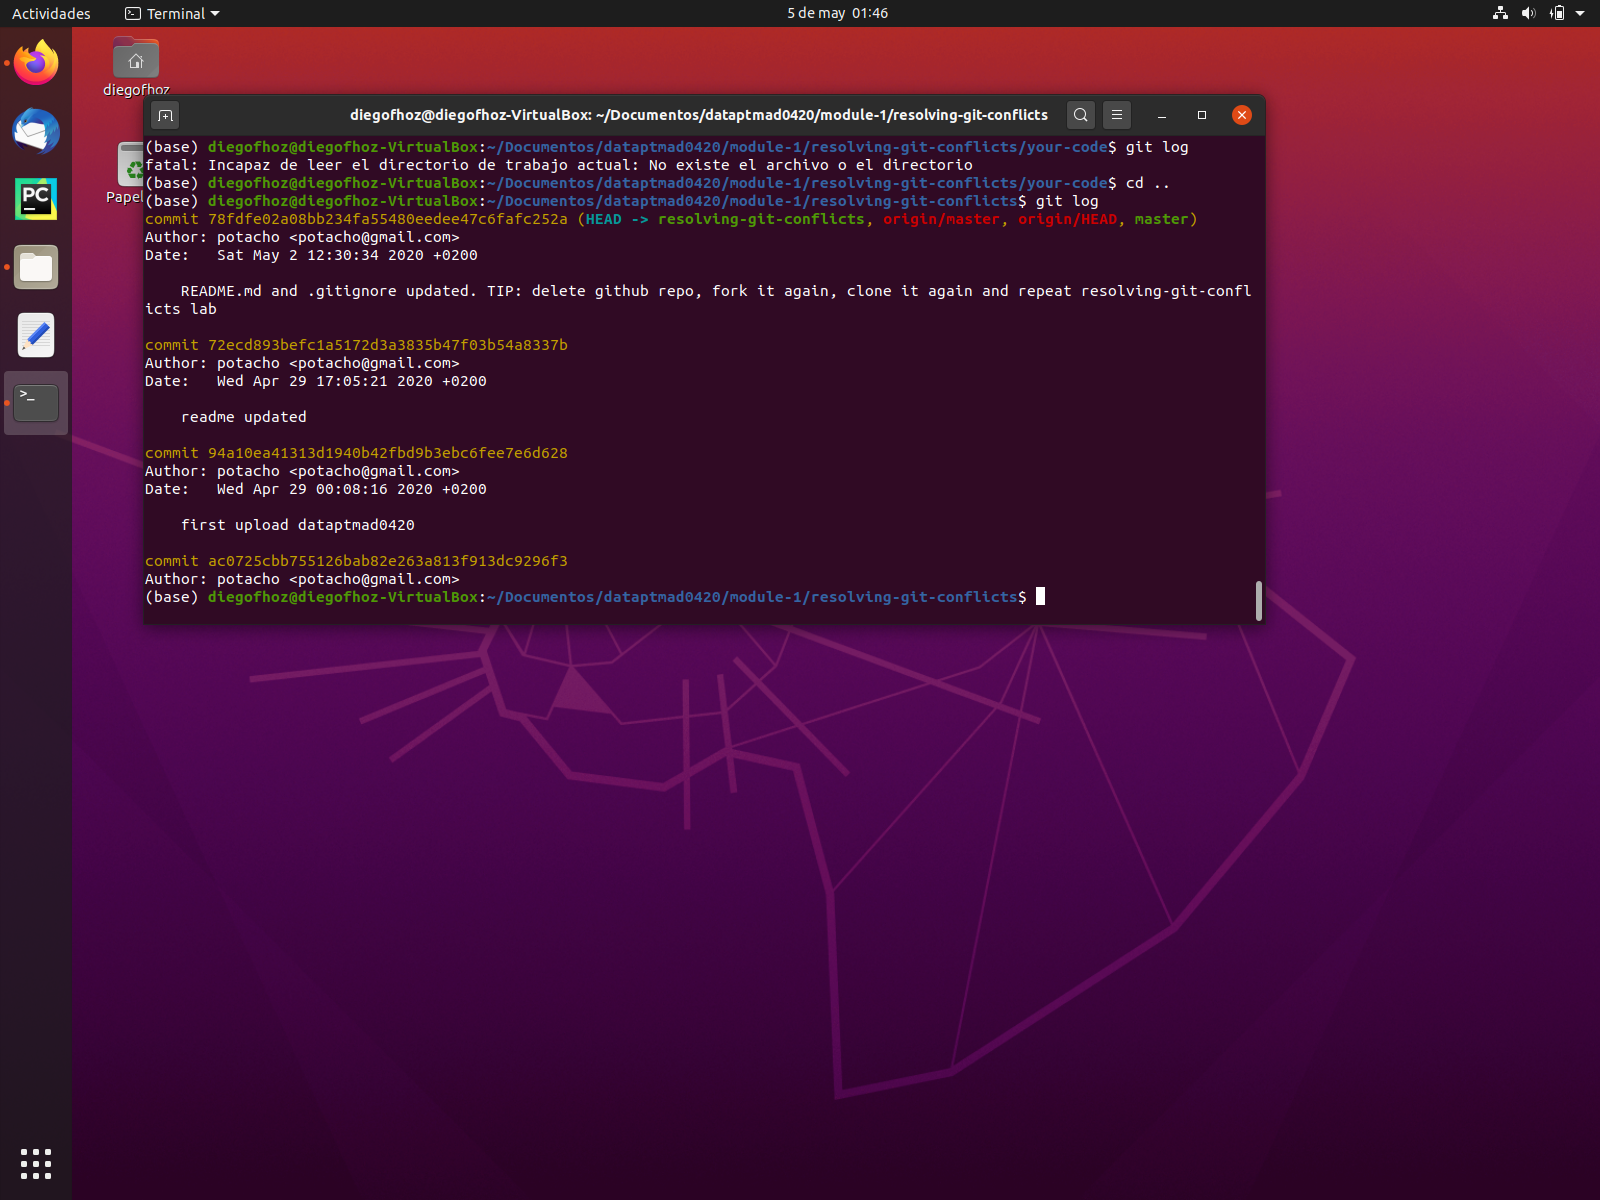 Actividades
Terminal
5 de may 01:46
diegofhoz
Papel
PC
>_
diegofhoz@diegofhoz-VirtualBox: ~/Documentos/dataptmad0420/module-1/resolving-git-conflicts
(base) diegofhoz@diegofhoz-VirtualBox:~/Documentos/dataptmad0420/module-1/resolving-git-conflicts/your-code$ git log
fatal: Incapaz de leer el directorio de trabajo actual: No existe el archivo o el directorio
(base) diegofhoz@diegofhoz-VirtualBox:~/Documentos/dataptmad0420/module-1/resolving-git-conflicts/your-code$ cd ..
(base) diegofhoz@diegofhoz-VirtualBox:~/Documentos/dataptmad0420/module-1/resolving-git-conflicts$ git log
commit 78fdfe02a08bb234fa55480eedee47c6fafc252a (HEAD -> resolving-git-conflicts, origin/master, origin/HEAD, master)
Author: potacho <potacho@gmail.com>
Date:   Sat May 2 12:30:34 2020 +0200
    README.md and .gitignore updated. TIP: delete github repo, fork it again, clone it again and repeat resolving-git-confl
icts lab
commit 72ecd893befc1a5172d3a3835b47f03b54a8337b
Author: potacho <potacho@gmail.com>
Date:   Wed Apr 29 17:05:21 2020 +0200
    readme updated
commit 94a10ea41313d1940b42fbd9b3ebc6fee7e6d628
Author: potacho <potacho@gmail.com>
Date:   Wed Apr 29 00:08:16 2020 +0200
    first upload dataptmad0420
commit ac0725cbb755126bab82e263a813f913dc9296f3
Author: potacho <potacho@gmail.com>
(base) diegofhoz@diegofhoz-VirtualBox:~/Documentos/dataptmad0420/module-1/resolving-git-conflicts$